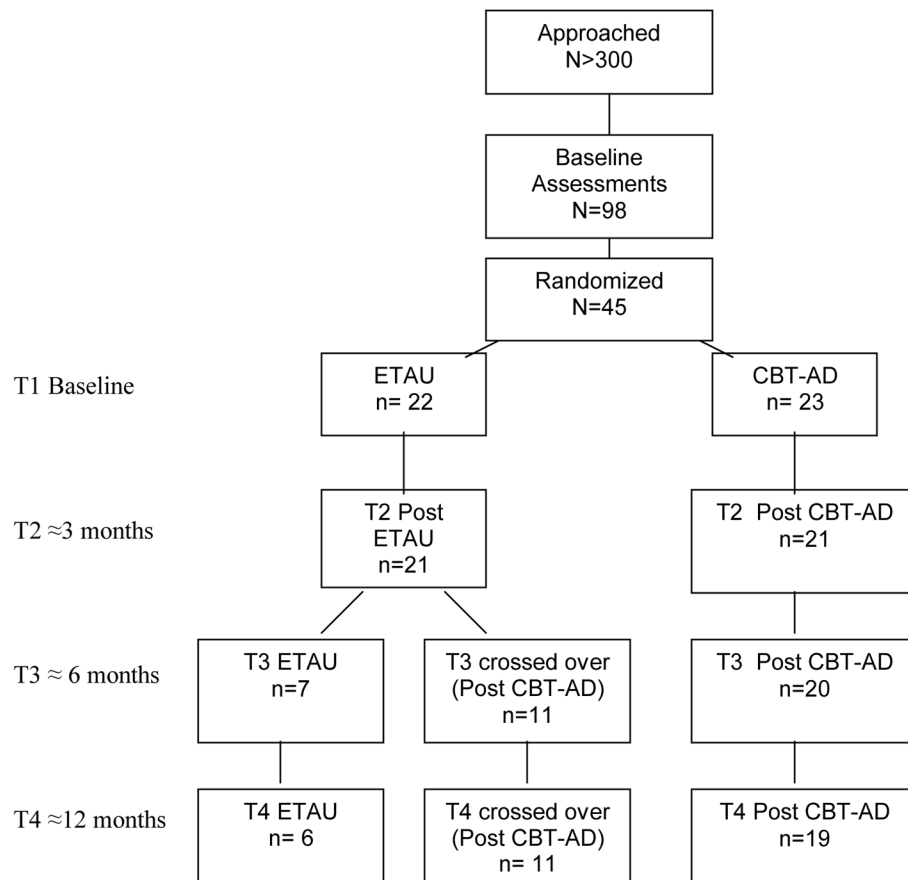 Approached
N>300
Baseline
Assessments
N=98
Randomized
N=45
T1 Baseline
ETAU
n= 22
CBT-AD
n= 23
T2 ≈3 months
T2 Post
ETAU
n=21
T2 Post CBT-AD
n=21
T3 ≈ 6 months
T3 ETAU
n=7
T3 crossed over
(Post CBT-AD)
n=11
T3 Post CBT-AD
n=20
T4 ≈12 months
T4 ETAU
n= 6
T4 crossed over
(Post CBT-AD)
n= 11
T4 Post CBT-AD
n=19